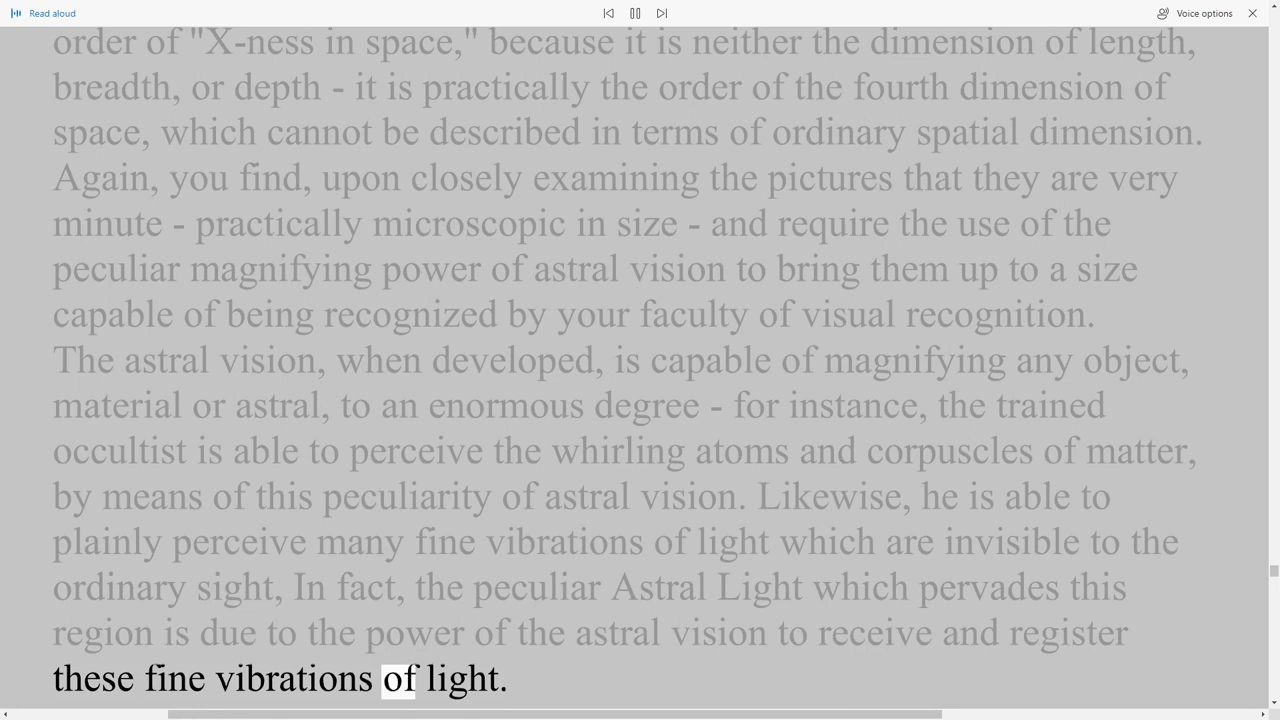 Read aloud
Voice options
order of "X-ness in space," because it is neither the dimension of length,
breadth, or depth - it is practically the order of the fourth dimension of
space, which cannot be described in terms of ordinary spatial dimension.
Again, you find, upon closely examining the pictures that they are very
minute - practically microscopic in size - and require the use of the
peculiar magnifying power of astral vision to bring them up to a size
capable of being recognized by your faculty of visual recognition.
The astral vision, when developed, is capable of magnifying any object,
material or astral, to an enormous degree - for instance, the trained
occultist is able to perceive the whirling atoms and corpuscles of matter,
by means of this peculiarity of astral vision. Likewise, he is able to
plainly perceive many fine vibrations of light which are invisible to the
ordinary sight, In fact, the peculiar Astral Light which pervades this
region is due to the power of the astral vision to receive and register
these fine vibrations of light.